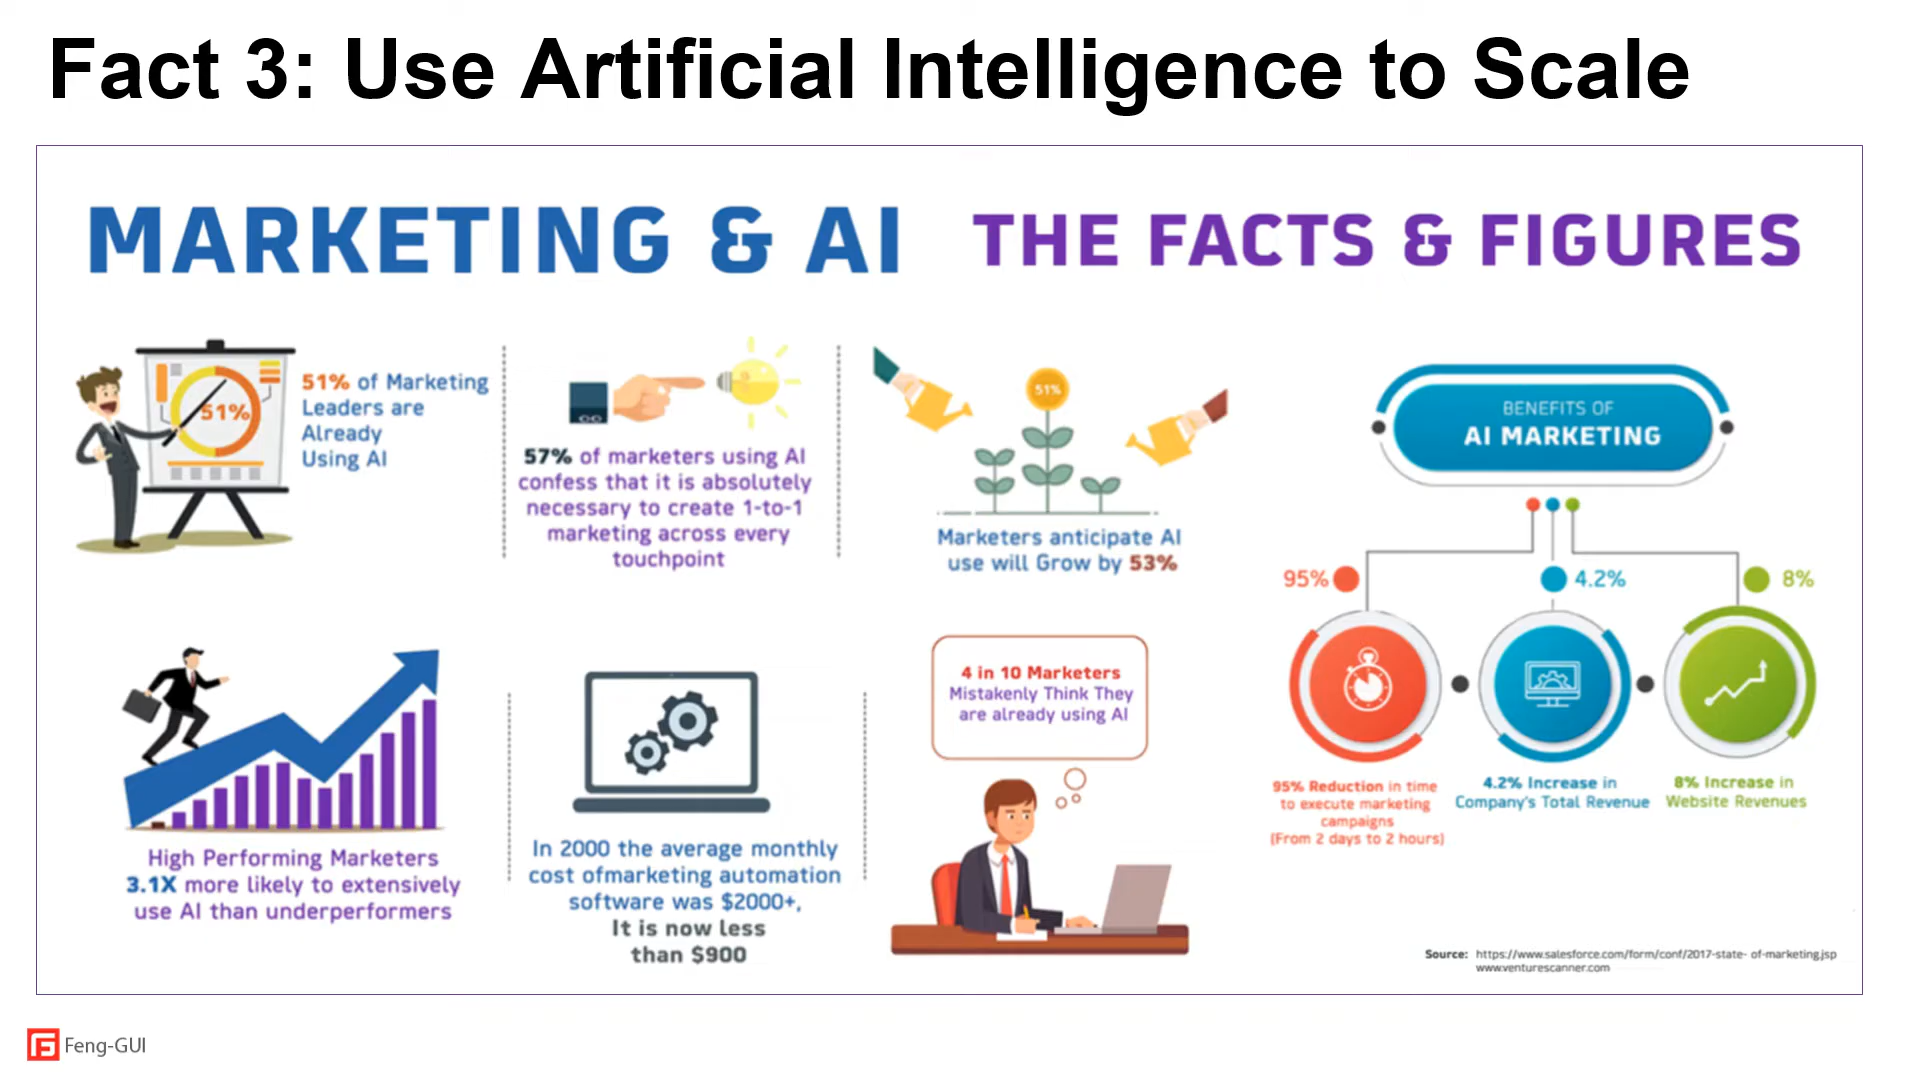 Fact 3: Use Artificial Intelligence to Scale
MARKETING & AI
THE FACTS & FIGURES
51%
51% of Marketing
Leaders are
Already
Using AI
57% of marketers using AI
confess that it is absolutely
necessary to create 1-to-1
marketing across every
touchpoint
51%
Marketers anticipate AI
use will Grow by 53%
High Performing Marketers
3.1X more likely to extensively
use AI than underperformers
In 2000 the average monthly
cost ofmarketing automation
software was $2000+,
It is now less
than $900
4 in 10 Marketers
Mistakenly Think They
are already using AI
BENEFITS OF
AI MARKETING
95%
4.2%
8%
95% Reduction in time
to execute marketing
campaigns
(From 2 days to 2 hours)
4.2% Increase in
Company's Total Revenue
8% Increase in
Website Revenues
Source: https://www.salesforce.com/form/conf/2017-state- of-marketing.jsp
www.venturescanner.com
Feng-GUI